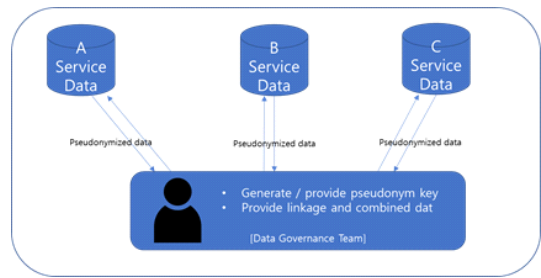 A
Service
Data
B
Service
Data
C
Service
Data
Pseudonymized data
Pseudonymized data
Pseudonymized data
• Generate / provide pseudonym key
• Provide linkage and combined dat
[Data Governance Team]